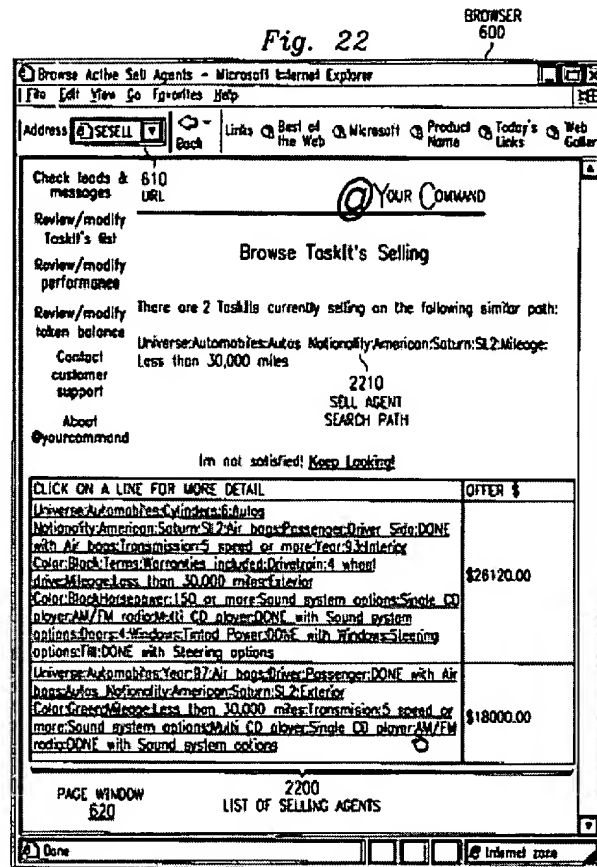 Fig. 22
BROWSER
600
Browse Active Sell Agents - Microsoft Internet Explorer
File Edit View Go Favorites Help
Address SESELL Back Links Best of the Web Microsoft Product Name Today's Links Web Galler
610
URL
Check leads & messages
Review/modify TaskIt's list
Review/modify performance
Review/modify token balance
Contact customer support
About @yourcommand
@ YOUR COMMAND
Browse TaskIt's Selling
There are 2 TaskIts currently selling on the following similar path:
Universe:Automobiles:Autos Nationality:American:Saturn:SL2:Mileage:
Less than 30,000 miles
2210
SELL AGENT
SEARCH PATH
Im not satisfied! Keep Looking!
CLICK ON A LINE FOR MORE DETAIL OFFER $
Universe:Automobiles:Cylinders:6:Autos
Nationality:American:Saturn:SL2:Air bags:Passenger:Driver Side:DONE
with Air bags:Transmission:5 speed or more:Year:93:Interior
Color:Black:Terms:Warranties included:Drivetrain:4 wheel
drive:Mileage:Less than 30,000 miles:Exterior
Color:Black:Horsepower:150 or more:Sound system options:Single CD
player:AM/FM radio:Multi CD player:DONE with Sound system
options:Doors:4:Windows:Tinted Power:DONE with Windows:Steering
options:Tilt:DONE with Steering options
$26120.00
Universe:Automobiles:Year:97:Air bags:Driver:Passenger:DONE with Air
bags:Autos Nationality:American:Saturn:SL2:Exterior
Color:Green:Mileage:Less than 30,000 miles:Transmision:5 speed or
more:Sound system options:Multi CD player:Single CD player:AM/FM
radio:DONE with Sound system options
$18000.00
PAGE WINDOW
620
2200
LIST OF SELLING AGENTS
Done Internet zone